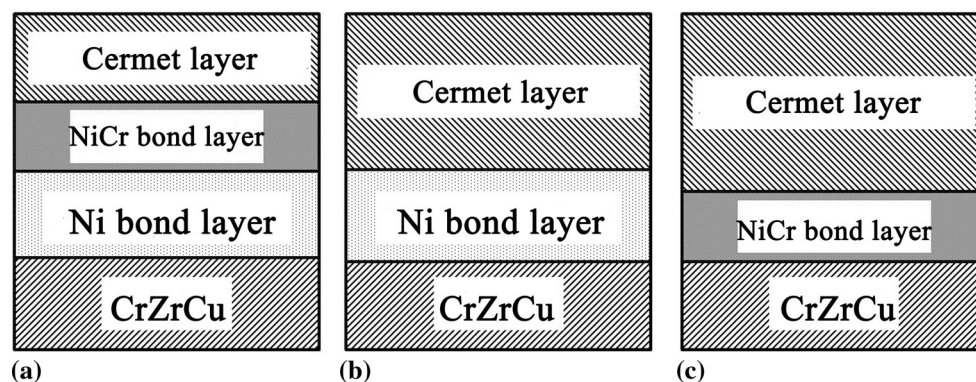 Cermet layer
NiCr bond layer
Ni bond layer
CrZrCu
(a)
Cermet layer
Ni bond layer
CrZrCu
(b)
Cermet layer
NiCr bond layer
CrZrCu
(c)